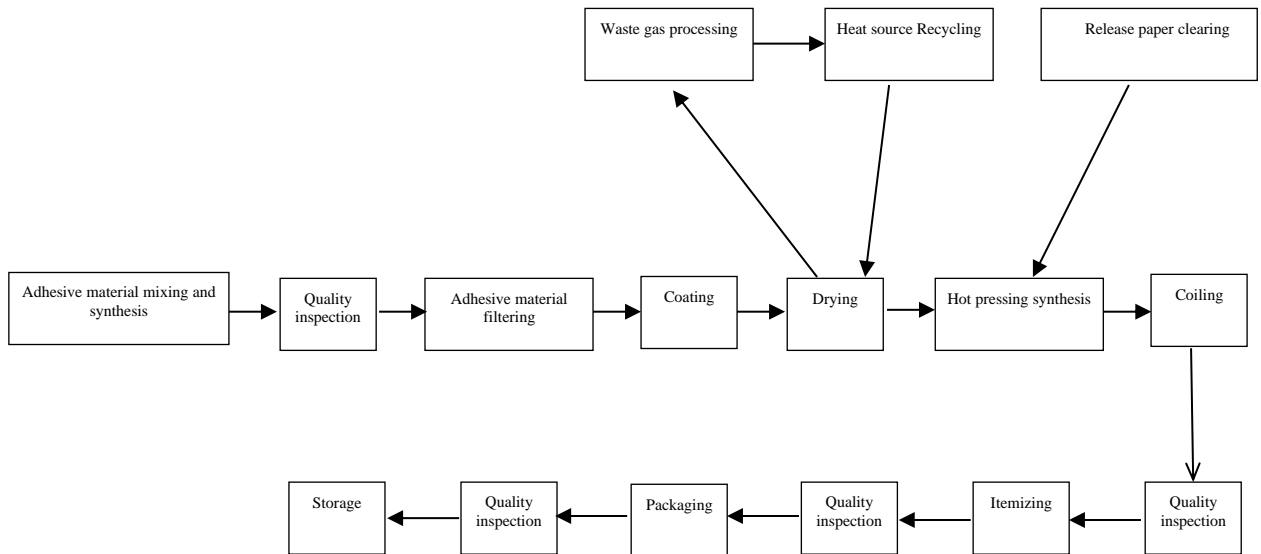 Waste gas processing
Heat source Recycling
Release paper clearing
Adhesive material mixing and
synthesis
Quality
inspection
Adhesive material
filtering
Coating
Drying
Hot pressing synthesis
Coiling
Storage
Quality
inspection
Packaging
Quality
inspection
Itemizing
Quality
inspection